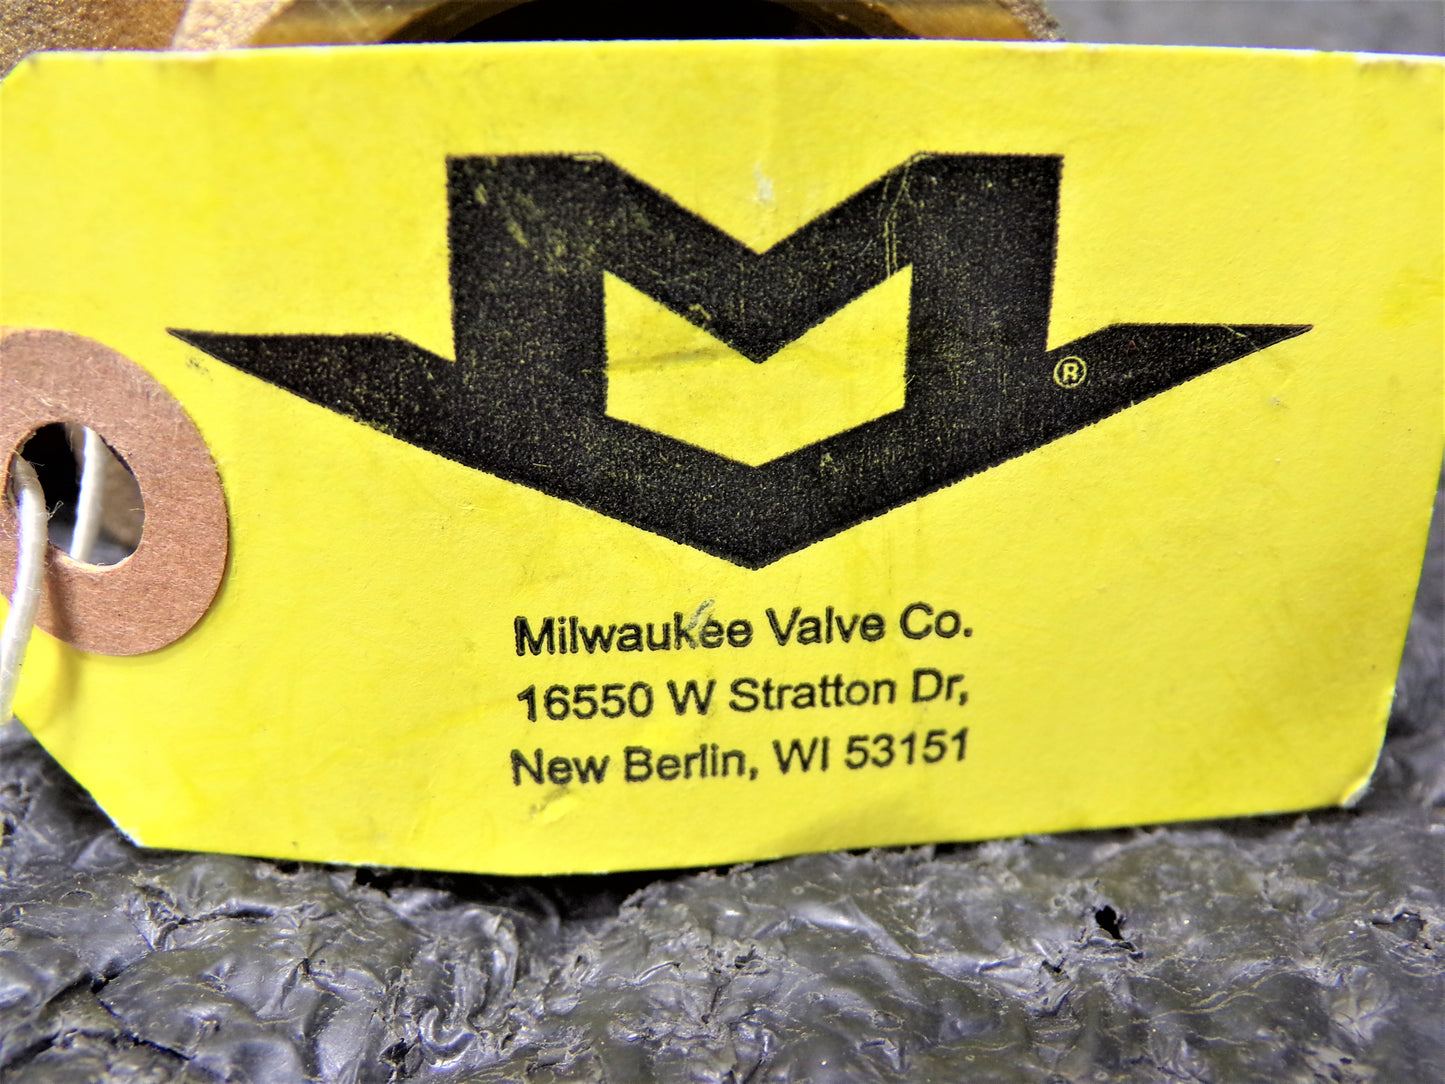 ®
Milwaukee Valve Co.
16550 W Stratton Dr,
New Berlin, WI 53151